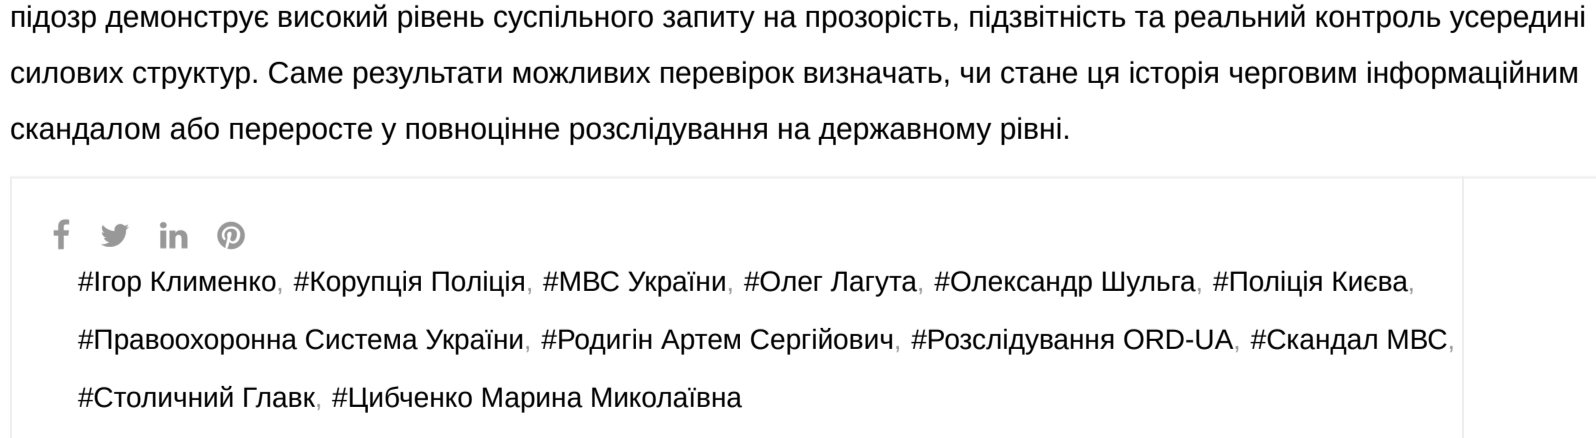 підозр демонструє високий рівень суспільного запиту на прозорість, підзвітність та реальний контроль усередині
силових структур. Саме результати можливих перевірок визначать, чи стане ця історія черговим інформаційним
скандалом або переросте у повноцінне розслідування на державному рівні.
#Ігор Клименко, #Корупція Поліція, #МВС України, #Олег Лагута, #Олександр Шульга, #Поліція Києва,
#Правоохоронна Система України, #Родигін Артем Сергійович, #Розслідування ORD-UA, #Скандал МВС,
#Столичний Главк, #Цибченко Марина Миколаївна